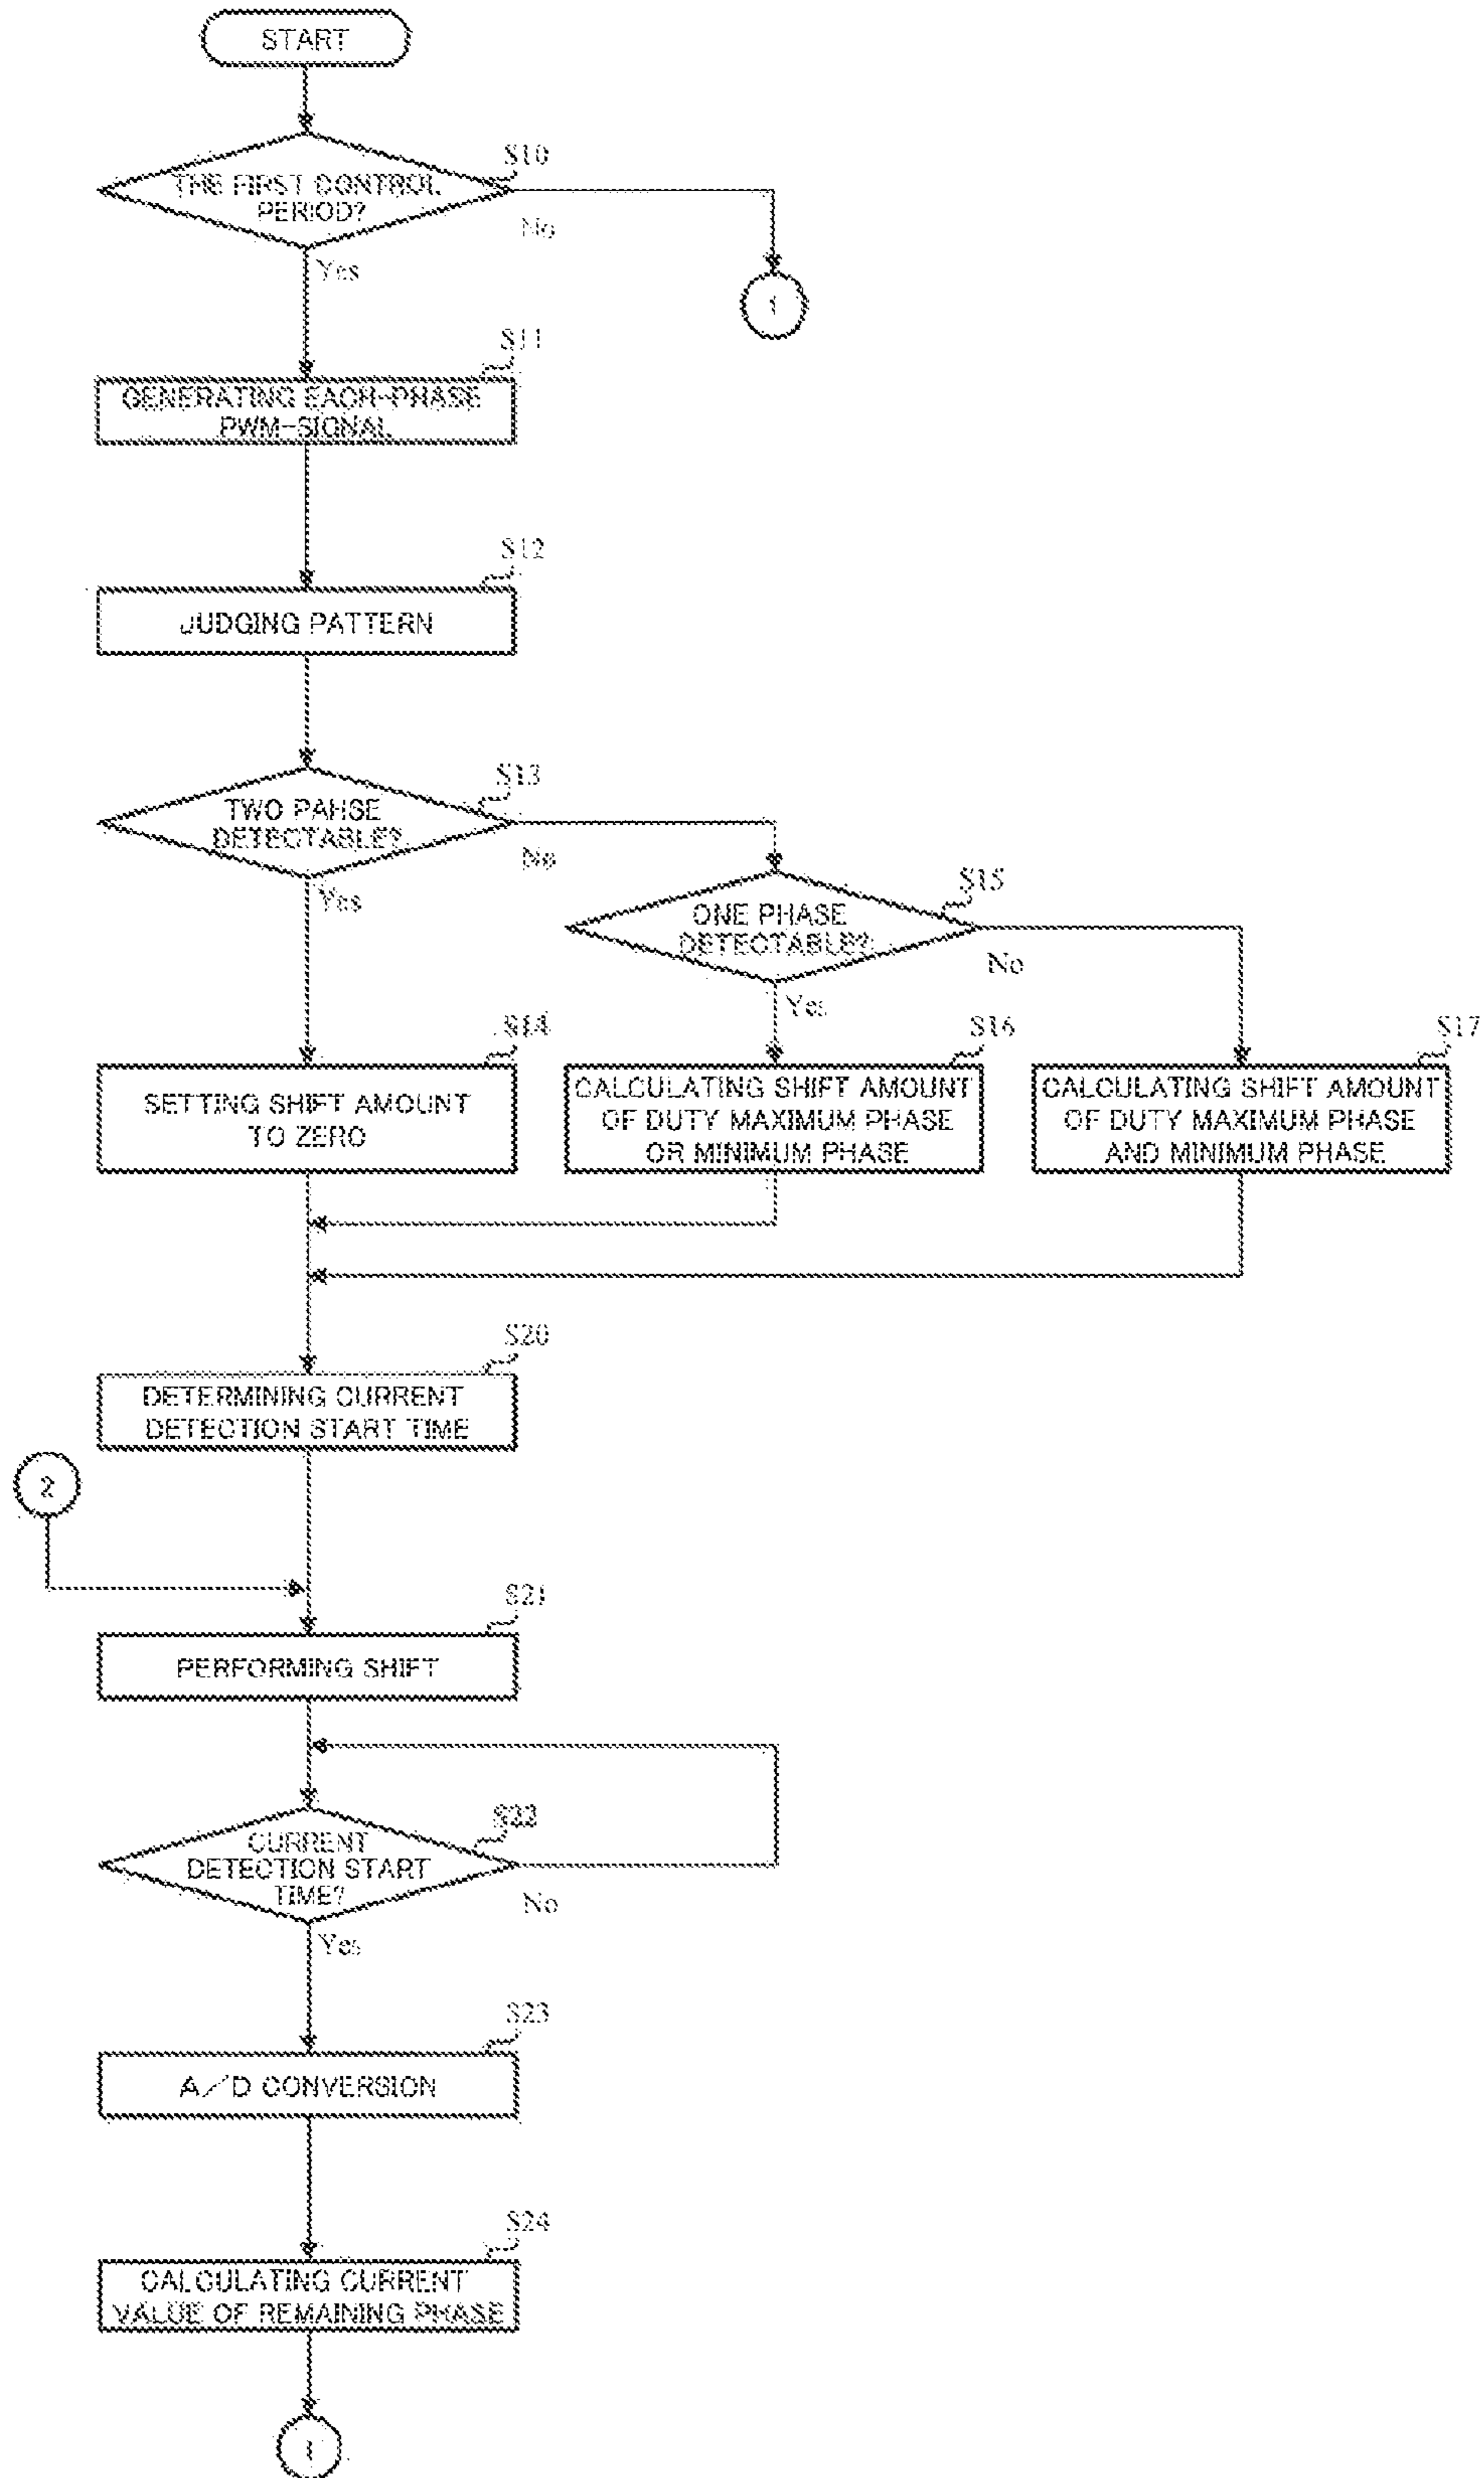 START
S10
THE FIRST CONTROL
PERIOD?
No
Yes
1
S11
GENERATING EACH-PHASE
PWM-SIGNAL
S12
JUDGING PATTERN
S13
TWO PAHSE
DETECTABLE?
No
Yes
S15
ONE PHASE
DETECTABLE?
No
Yes
S14
SETTING SHIFT AMOUNT
TO ZERO
S16
CALCULATING SHIFT AMOUNT
OF DUTY MAXIMUM PHASE
OR MINIMUM PHASE
S17
CALCULATING SHIFT AMOUNT
OF DUTY MAXIMUM PHASE
AND MINIMUM PHASE
S20
DETERMINING CURRENT
DETECTION START TIME
2
S21
PERFORMING SHIFT
S22
CURRENT
DETECTION START
TIME?
No
Yes
S23
A/D CONVERSION
S24
CALCULATING CURRENT
VALUE OF REMAINING PHASE
1